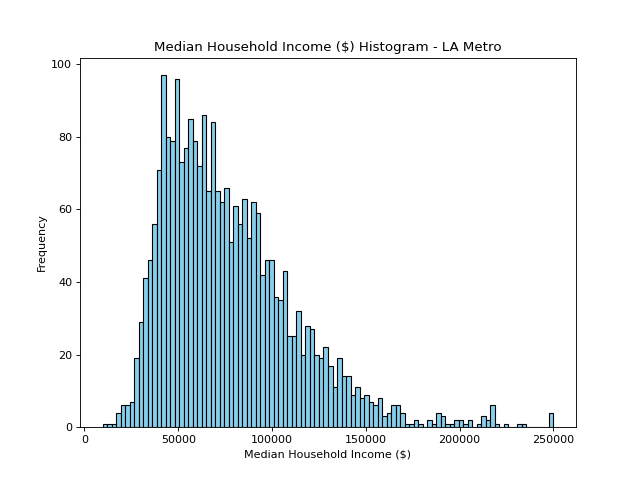 Median Household Income ($) Histogram - LA Metro
100
80
60
40
20
0
Frequency
0 50000 100000 150000 200000 250000
Median Household Income ($)